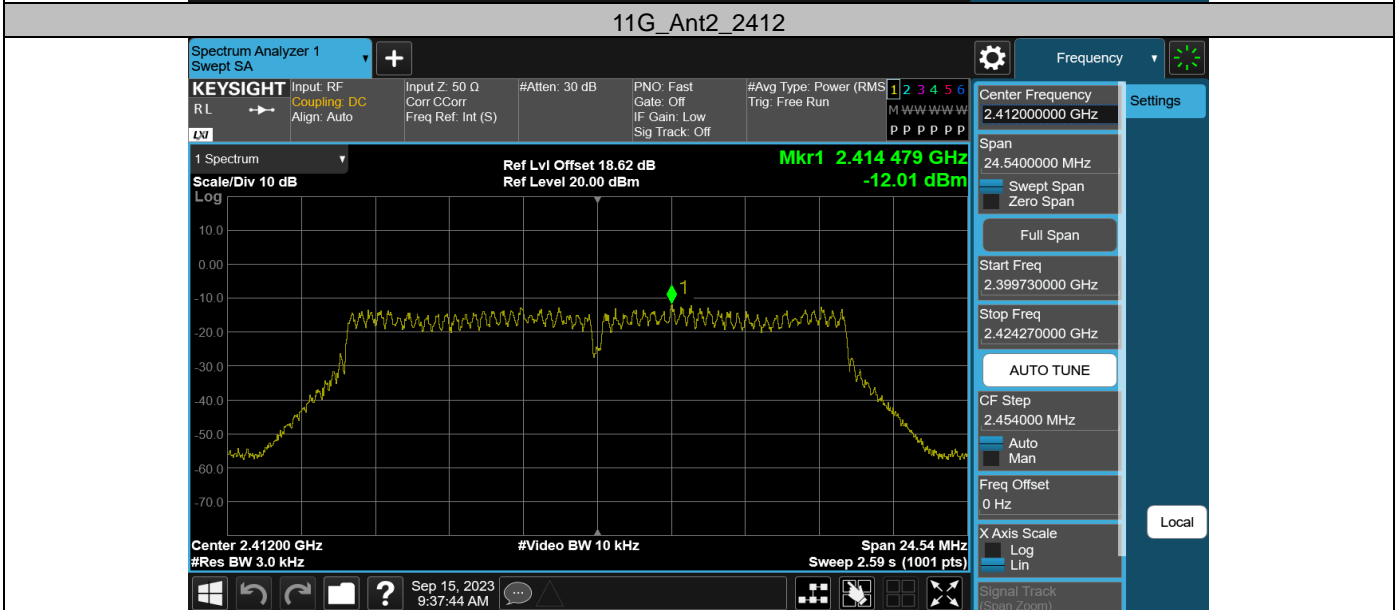 11G_Ant2_2412
Spectrum Analyzer 1
Swept SA
Frequency
KEYSIGHT
R L
LXI
Input: RF
Coupling: DC
Align: Auto
Input Z: 50 Ω
Corr CCorr
Freq Ref: Int (S)
#Atten: 30 dB
PNO: Fast
Gate: Off
IF Gain: Low
Sig Track: Off
#Avg Type: Power (RMS
Trig: Free Run
1 2 3 4 5 6
M W W W W W
P P P P P P
1 Spectrum
Scale/Div 10 dB
Log
Ref Lvl Offset 18.62 dB
Ref Level 20.00 dBm
Mkr1 2.414 479 GHz
-12.01 dBm
10.0
0.00
-10.0
-20.0
-30.0
-40.0
-50.0
-60.0
-70.0
1
Center 2.41200 GHz
#Res BW 3.0 kHz
#Video BW 10 kHz
Span 24.54 MHz
Sweep 2.59 s (1001 pts)
Center Frequency
2.412000000 GHz
Span
24.5400000 MHz
Swept Span
Zero Span
Full Span
Start Freq
2.399730000 GHz
Stop Freq
2.424270000 GHz
AUTO TUNE
CF Step
2.454000 MHz
Auto
Man
Freq Offset
0 Hz
X Axis Scale
Log
Lin
Signal Track
(Span Zoom)
Settings
Local
?
Sep 15, 2023
9:37:44 AM